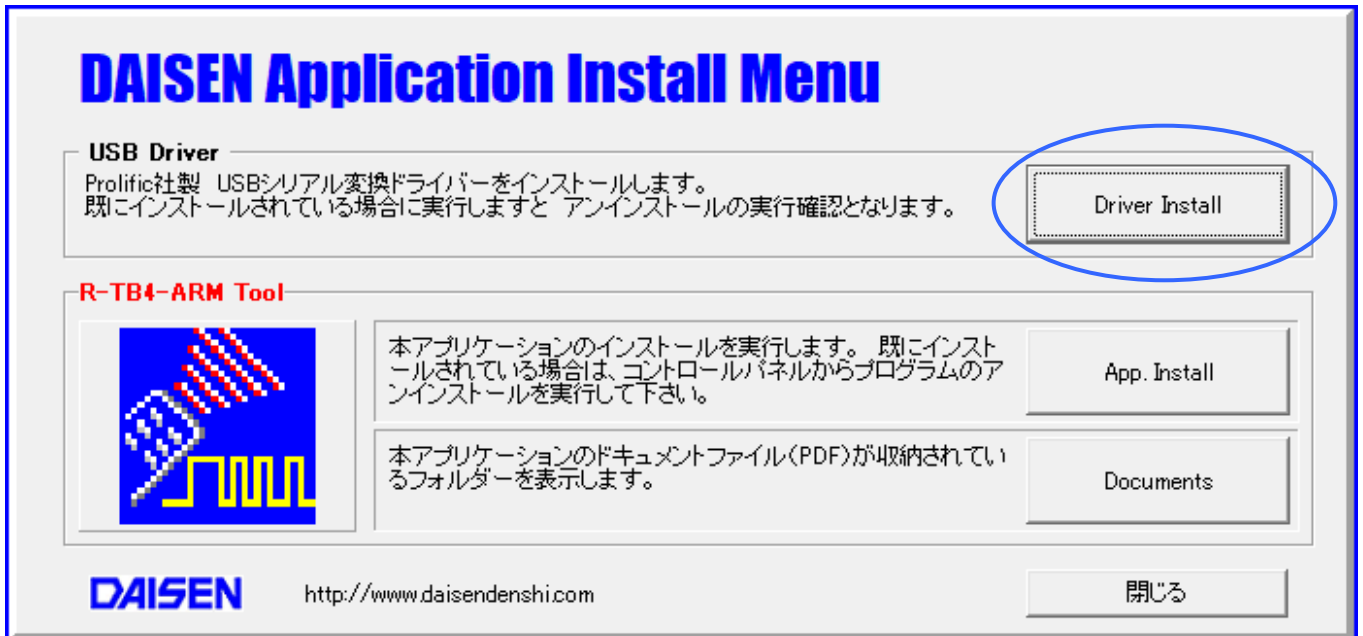 DAISEN Application Install Menu
USB Driver
Prolific社製 USBシリアル変換ドライバーをインストールします。
既にインストールされている場合に実行しますと アンインストールの実行確認となります。
Driver Install
R-TB4-ARM Tool
本アプリケーションのインストールを実行します。 既にインスト
ールされている場合は、コントロールパネルからプログラムのア
ンインストールを実行して下さい。
App. Install
本アプリケーションのドキュメントファイル(PDF)が収納されてい
るフォルダーを表示します。
Documents
DAISEN
http://www.daisendenshi.com
閉じる